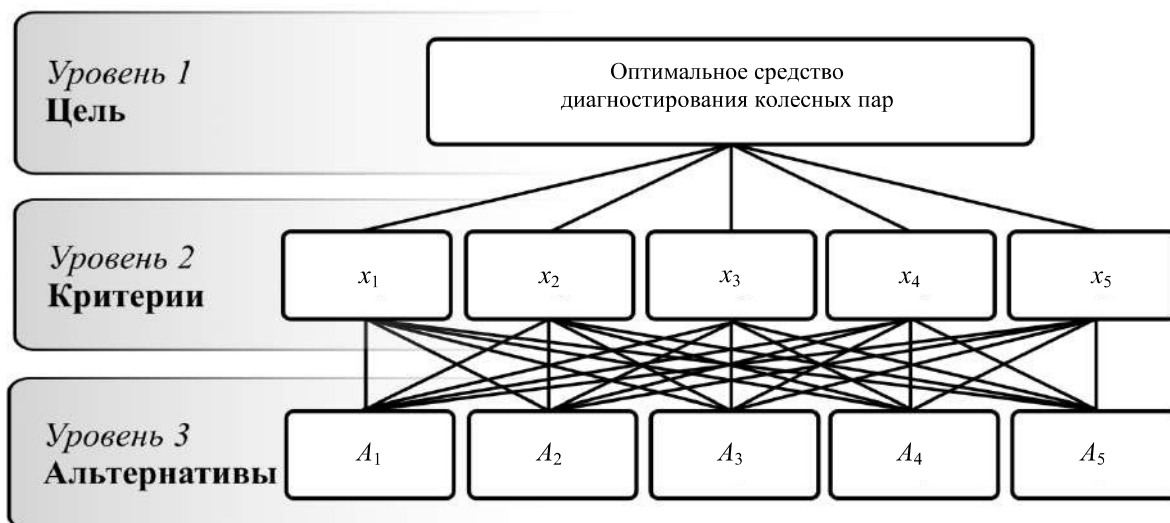 Уровень 1
Цель
Оптимальное средство
диагностирования колесных пар
Уровень 2
Критерии
x1
x2
x3
x4
x5
Уровень 3
Альтернативы
A1
A2
A3
A4
A5